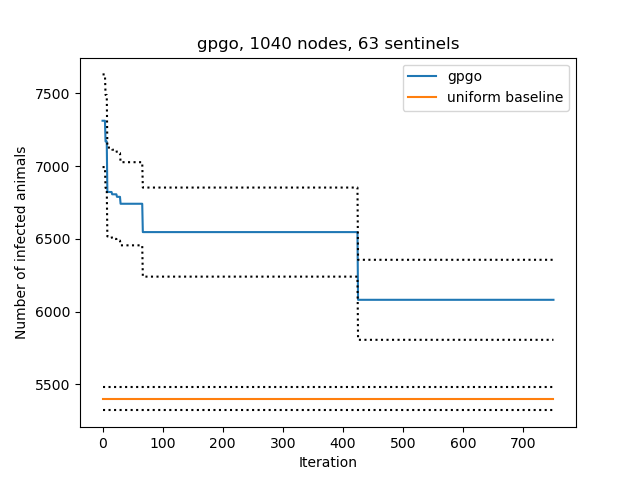 gpgo, 1040 nodes, 63 sentinels
gpgo
uniform baseline
Number of infected animals
7500
7000
6500
6000
5500
0 100 200 300 400 500 600 700
Iteration